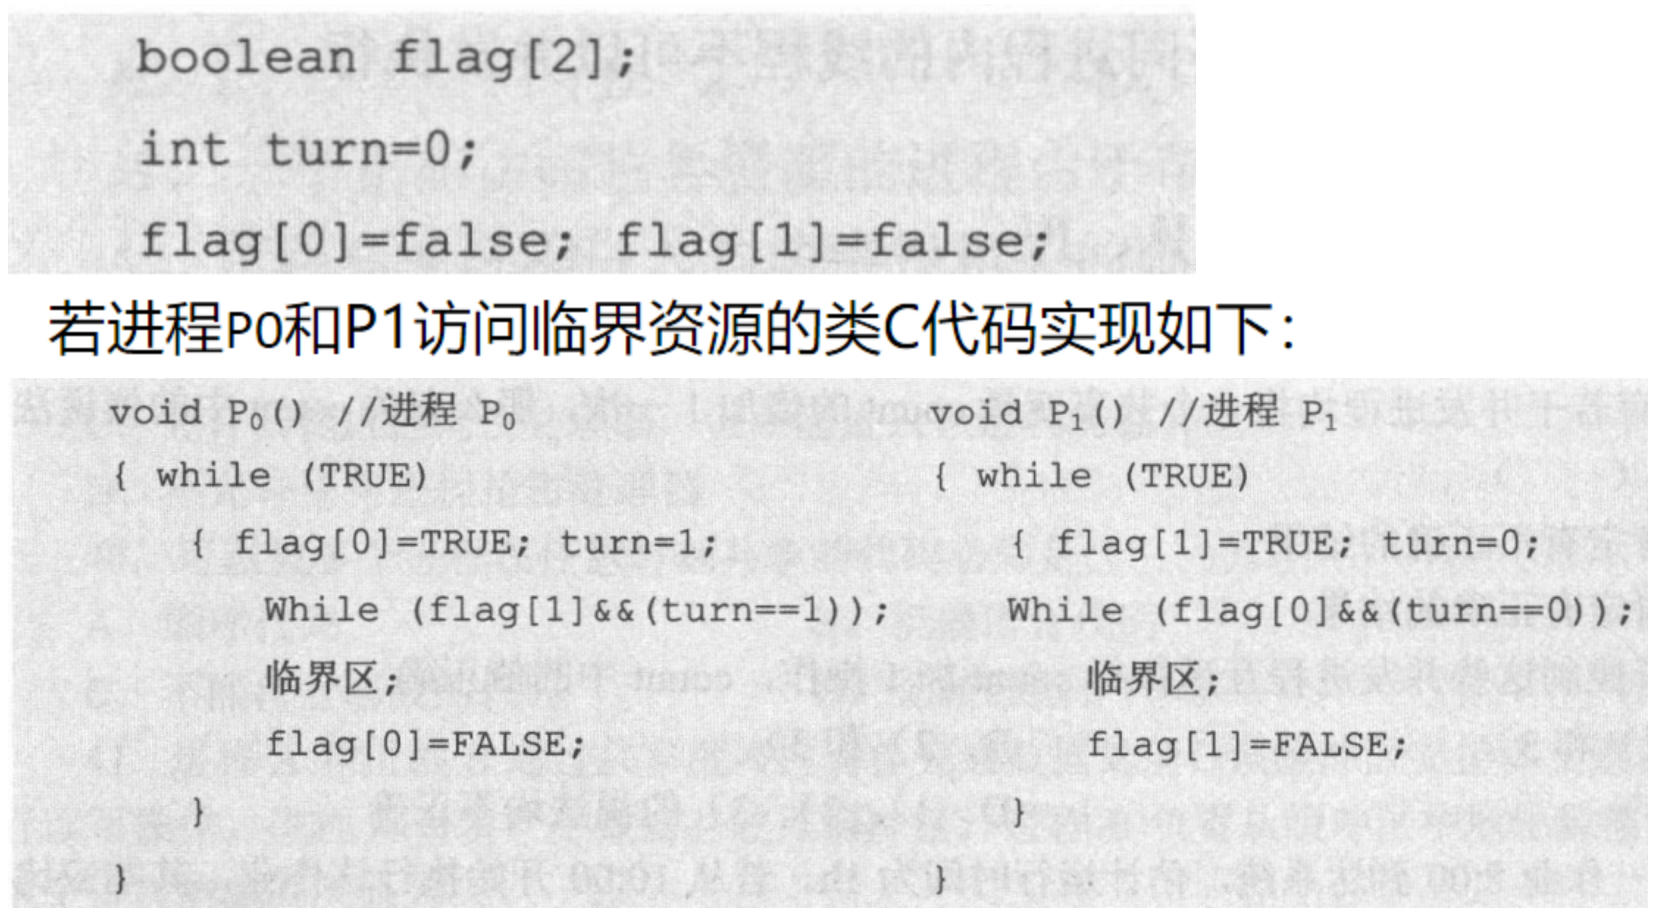 boolean flag[2];
int turn=0;
flag[0]=false; flag[1]=false;
若进程P0和P1访问临界资源的类C代码实现如下：
void P₀() //进程 P₀
{ while (TRUE)
{ flag[0]=TRUE; turn=1;
While (flag[1]&&(turn==1));
临界区;
flag[0]=FALSE;
}
}
void P₁() //进程 P₁
{ while (TRUE)
{ flag[1]=TRUE; turn=0;
While (flag[0]&&(turn==0));
临界区;
flag[1]=FALSE;
}
}